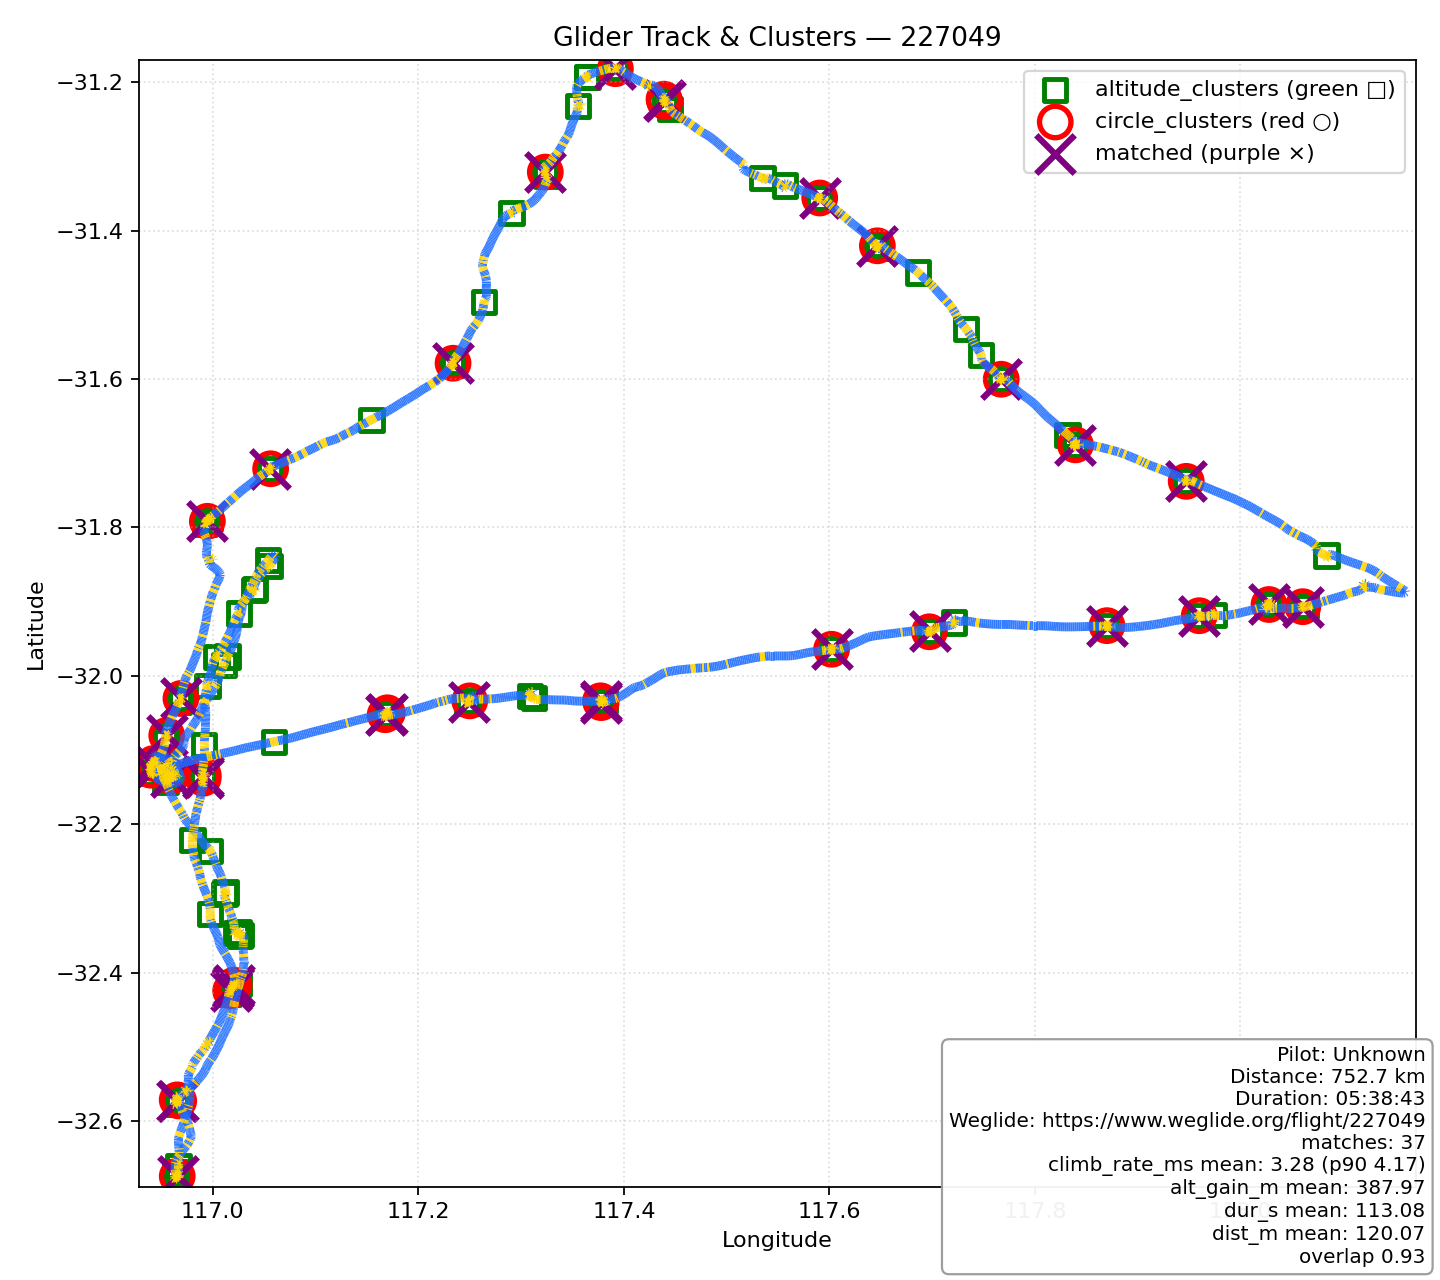 Glider Track & Clusters — 227049
altitude_clusters (green □)
circle_clusters (red ○)
matched (purple ×)
Latitude
−31.2
−31.4
−31.6
−31.8
−32.0
−32.2
−32.4
−32.6
117.0
117.2
117.4
117.6
117.8
Longitude
Pilot: Unknown
Distance: 752.7 km
Duration: 05:38:43
Weglide: https://www.weglide.org/flight/227049
matches: 37
climb_rate_ms mean: 3.28 (p90 4.17)
alt_gain_m mean: 387.97
dur_s mean: 113.08
dist_m mean: 120.07
overlap 0.93